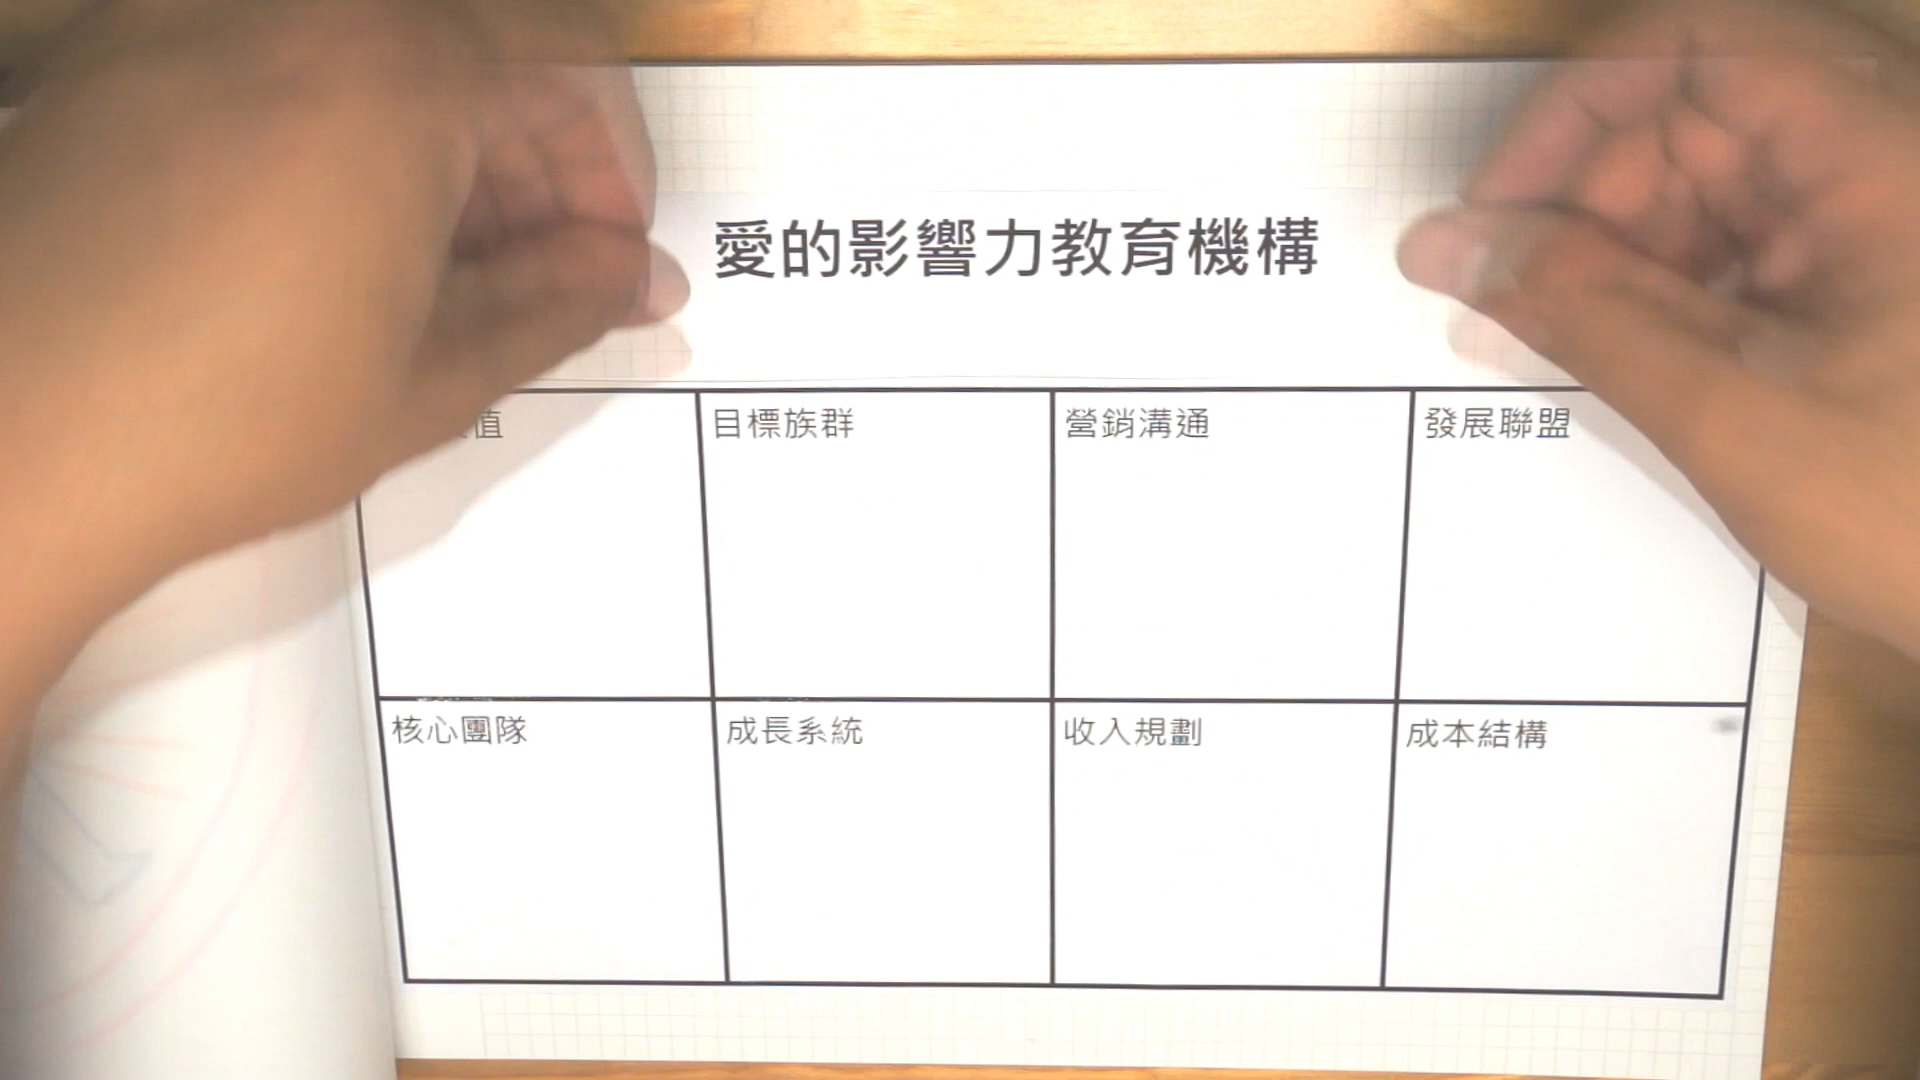 愛的影響力教育機構
值
目標族群
營銷溝通
發展聯盟
核心團隊
成長系統
收入規劃
成本結構